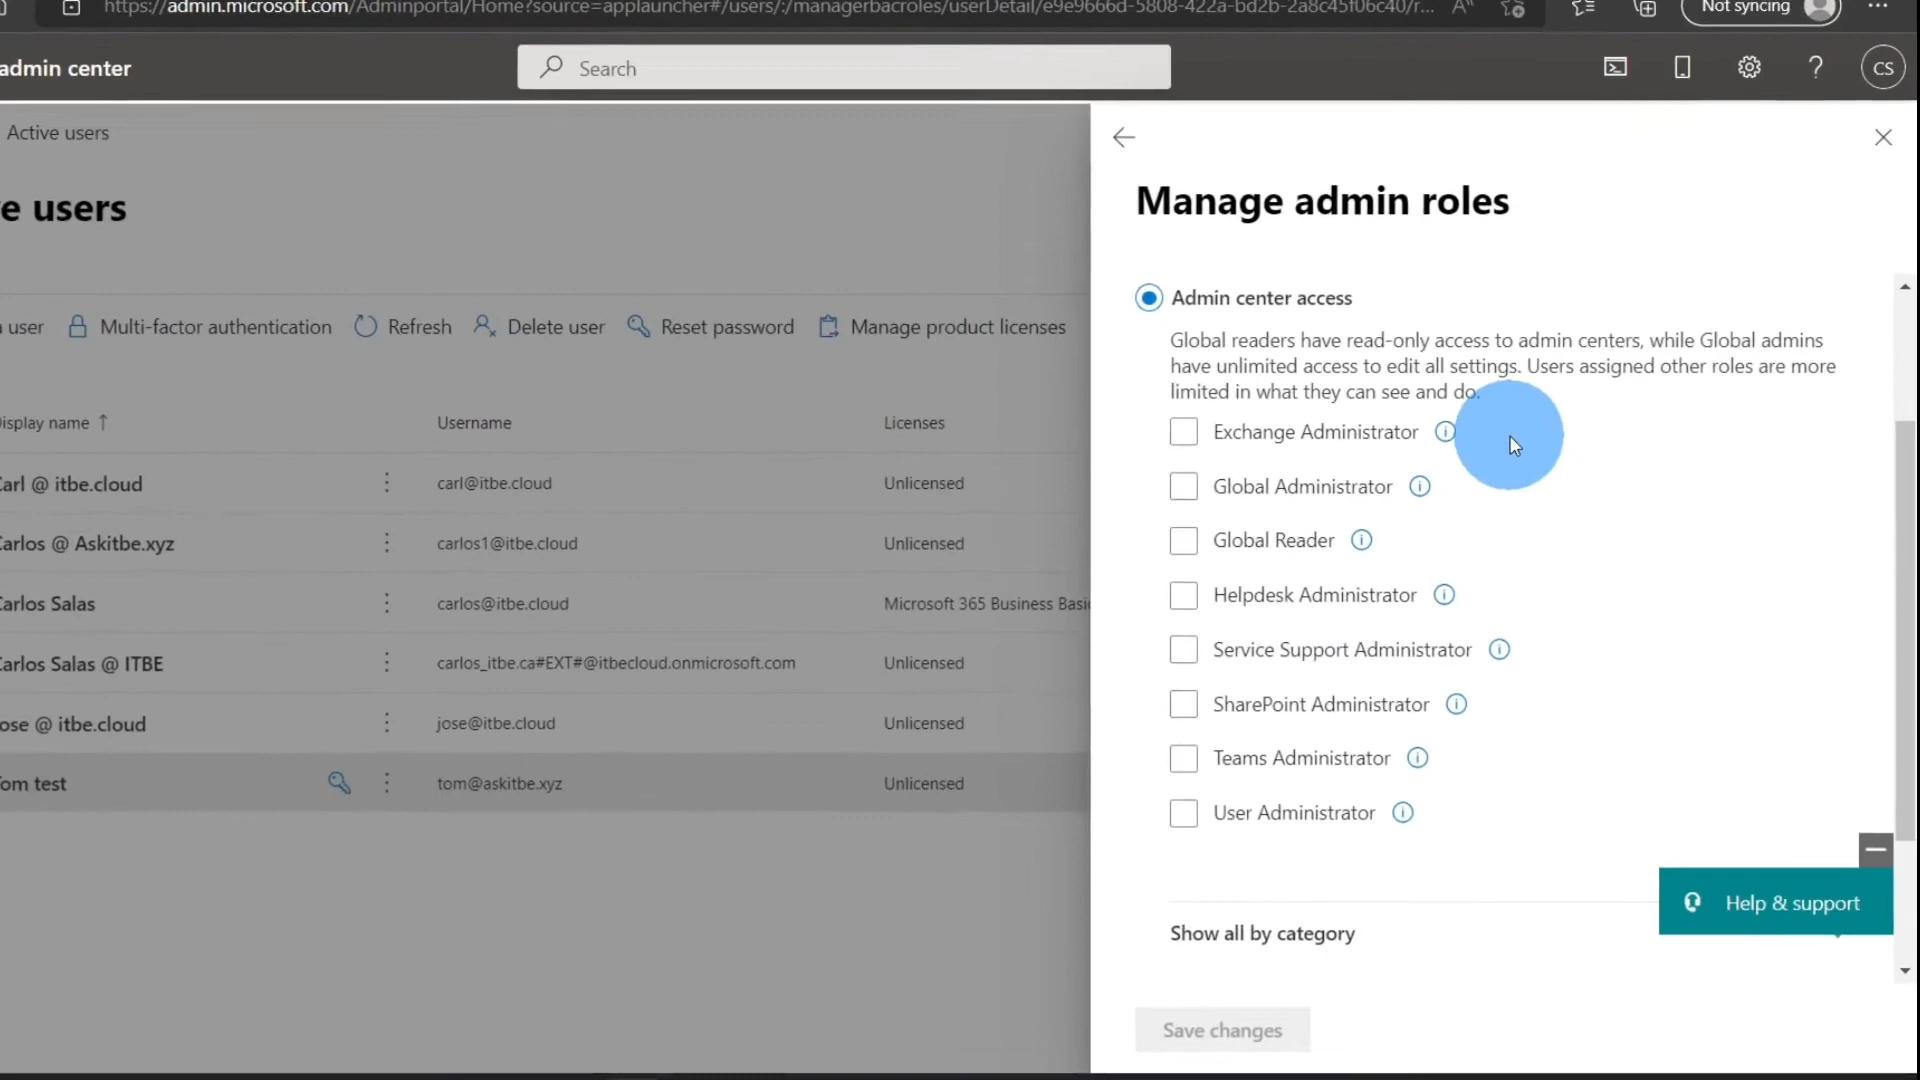 https://admin.microsoft.com/Adminportal/Home?source=applauncher#/users/:/managerbacroles/userDetail/e9e9666d-5808-422a-bd2b-2a8c45f06c40/r...
Not syncing
admin center
Search
CS
Active users
e users
user
Multi-factor authentication
Refresh
Delete user
Reset password
Manage product licenses
isplay name ↑
Username
Licenses
Carl @ itbe.cloud
carl@itbe.cloud
Unlicensed
Carlos @ Askitbe.xyz
carlos1@itbe.cloud
Unlicensed
Carlos Salas
carlos@itbe.cloud
Microsoft 365 Business Basic
Carlos Salas @ ITBE
carlos_itbe.ca#EXT#@itbecloud.onmicrosoft.com
Unlicensed
ose @ itbe.cloud
jose@itbe.cloud
Unlicensed
om test
tom@askitbe.xyz
Unlicensed
Manage admin roles
Admin center access
Global readers have read-only access to admin centers, while Global admins
have unlimited access to edit all settings. Users assigned other roles are more
limited in what they can see and do.
Exchange Administrator
Global Administrator
Global Reader
Helpdesk Administrator
Service Support Administrator
SharePoint Administrator
Teams Administrator
User Administrator
Help & support
Show all by category
Save changes